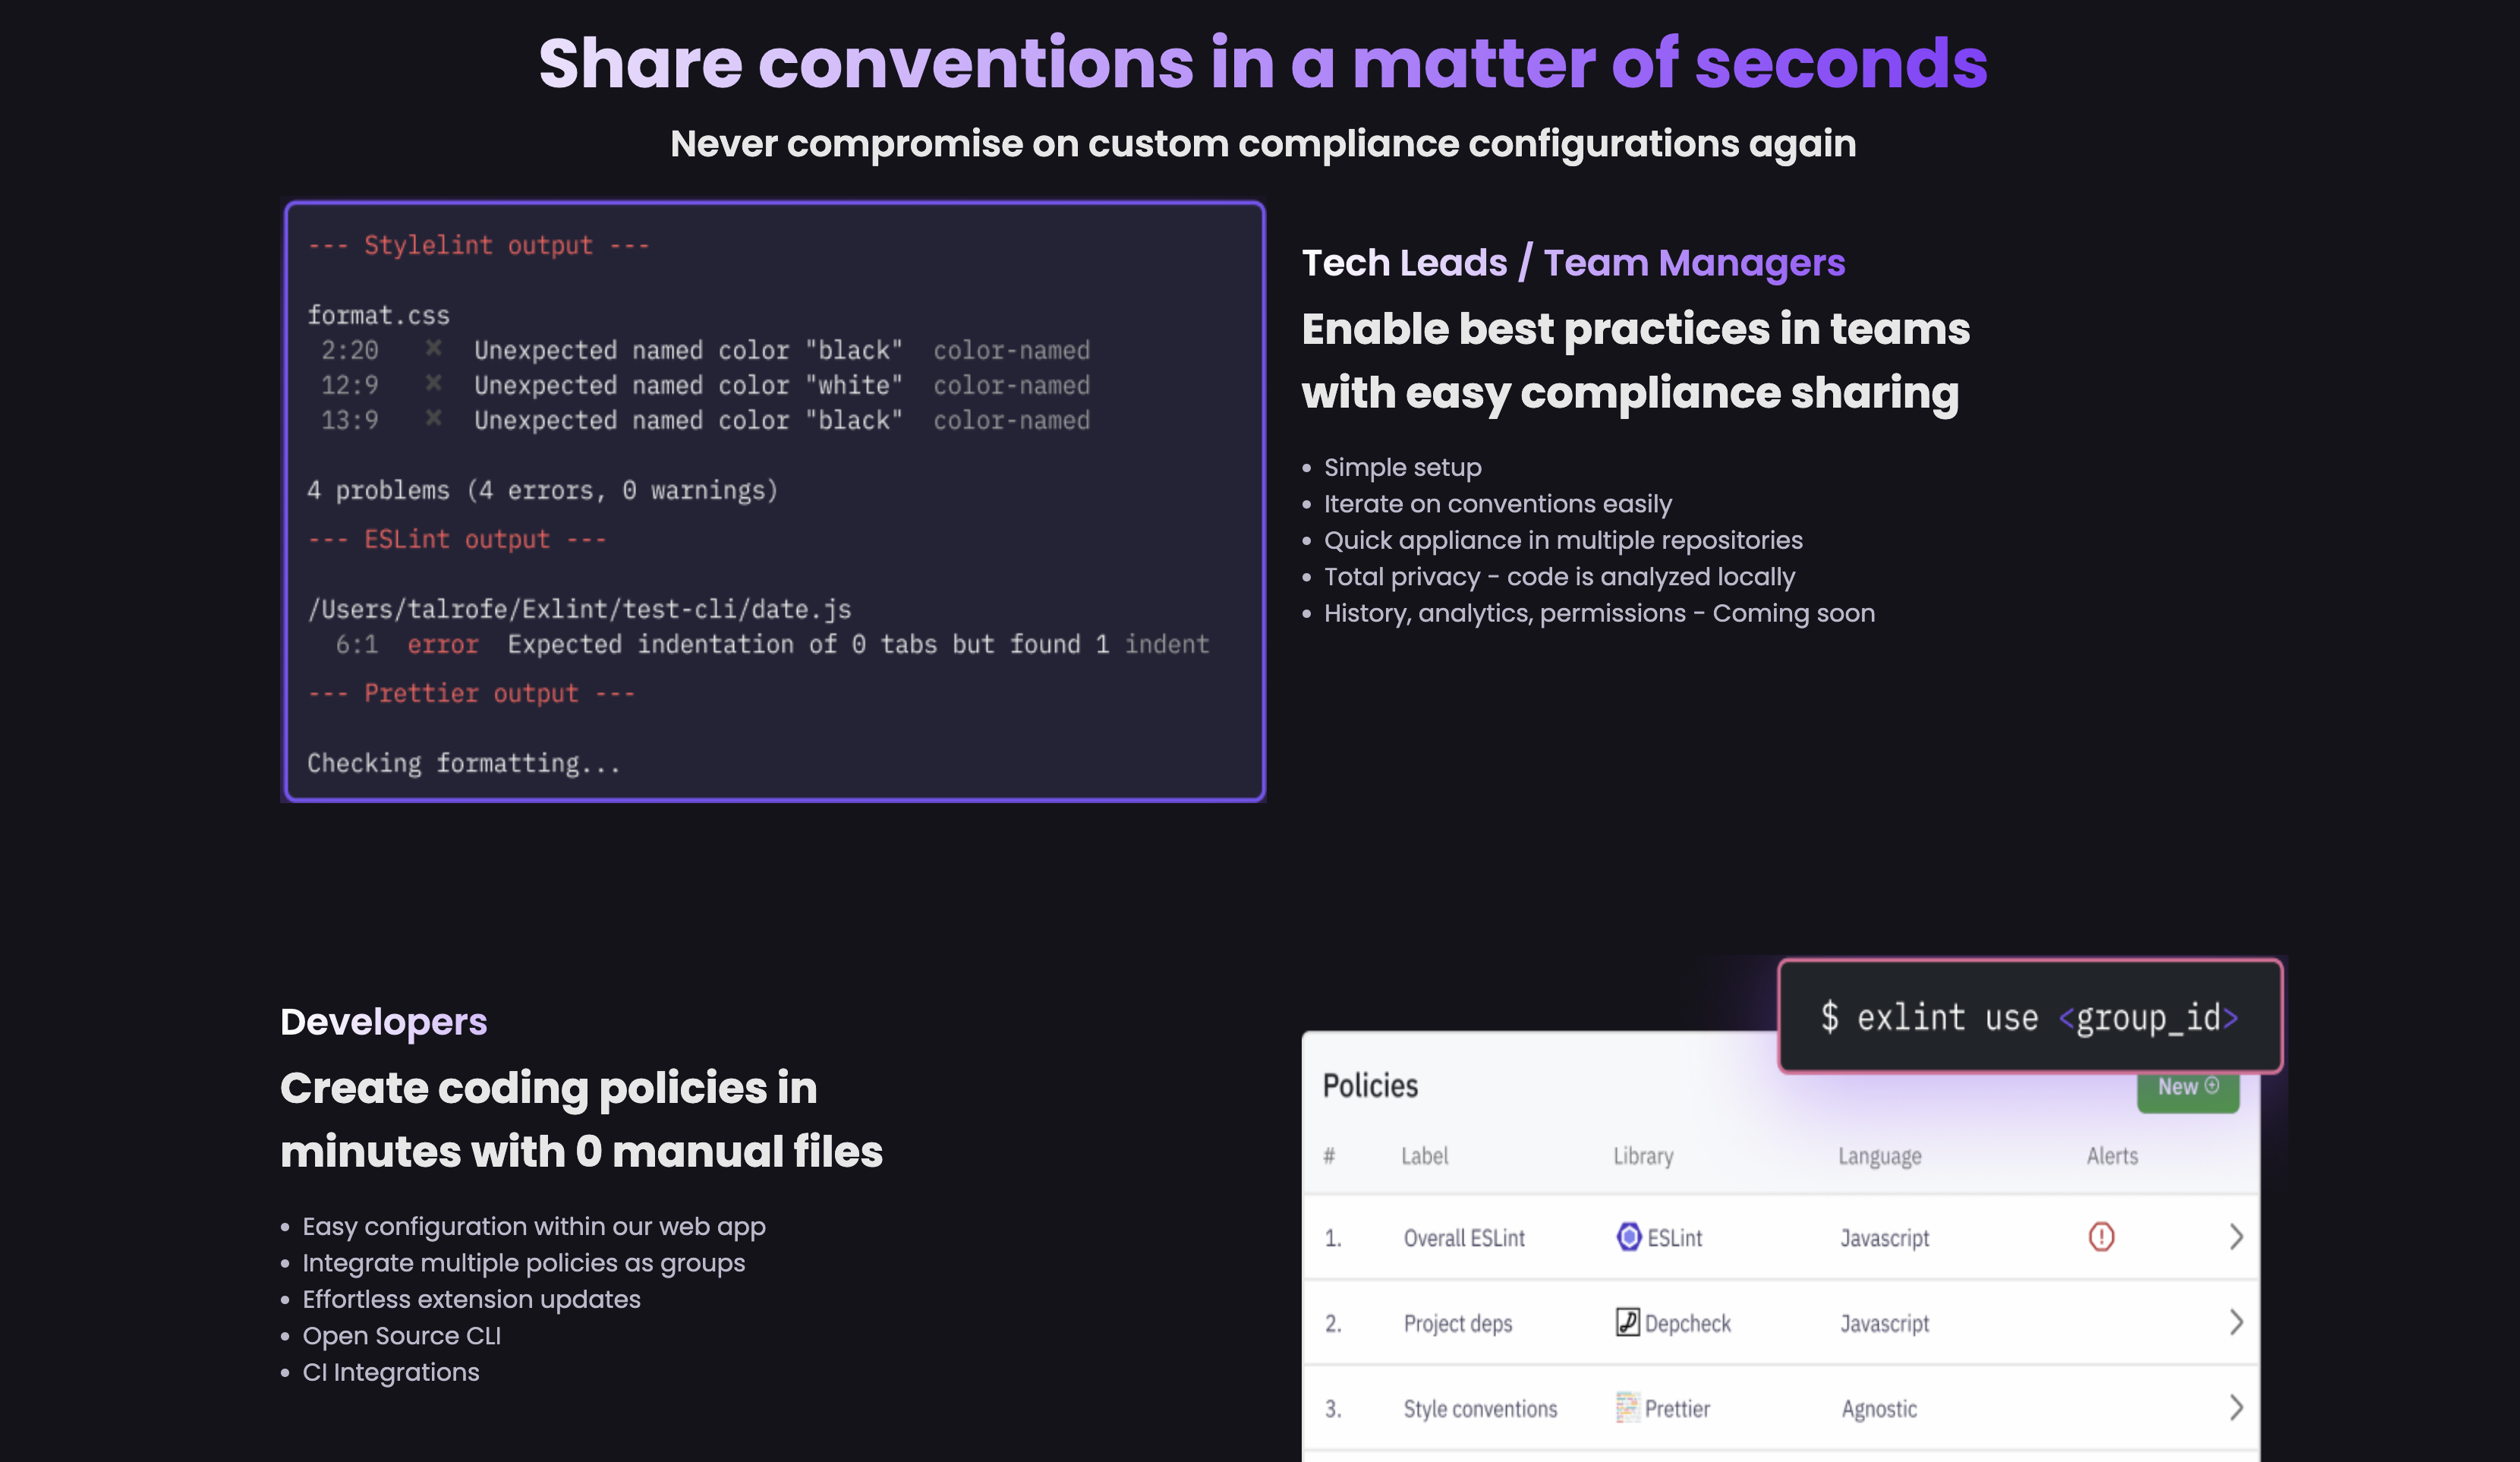 Share conventions in a matter of seconds
Never compromise on custom compliance configurations again
--- Stylelint output ---
format.css
2:20 ✖ Unexpected named color "black" color-named
12:9 ✖ Unexpected named color "white" color-named
13:9 ✖ Unexpected named color "black" color-named
4 problems (4 errors, 0 warnings)
--- ESLint output ---
/Users/talrofe/Exlint/test-cli/date.js
6:1 error Expected indentation of 0 tabs but found 1 indent
--- Prettier output ---
Checking formatting...
Tech Leads / Team Managers
Enable best practices in teams
with easy compliance sharing
• Simple setup
• Iterate on conventions easily
• Quick appliance in multiple repositories
• Total privacy - code is analyzed locally
• History, analytics, permissions - Coming soon
Developers
Create coding policies in
minutes with 0 manual files
• Easy configuration within our web app
• Integrate multiple policies as groups
• Effortless extension updates
• Open Source CLI
• CI Integrations
$ exlint use <group_id>
Policies
New
# Label Library Language Alerts
1. Overall ESLint ESLint Javascript
2. Project deps Depcheck Javascript
3. Style conventions Prettier Agnostic